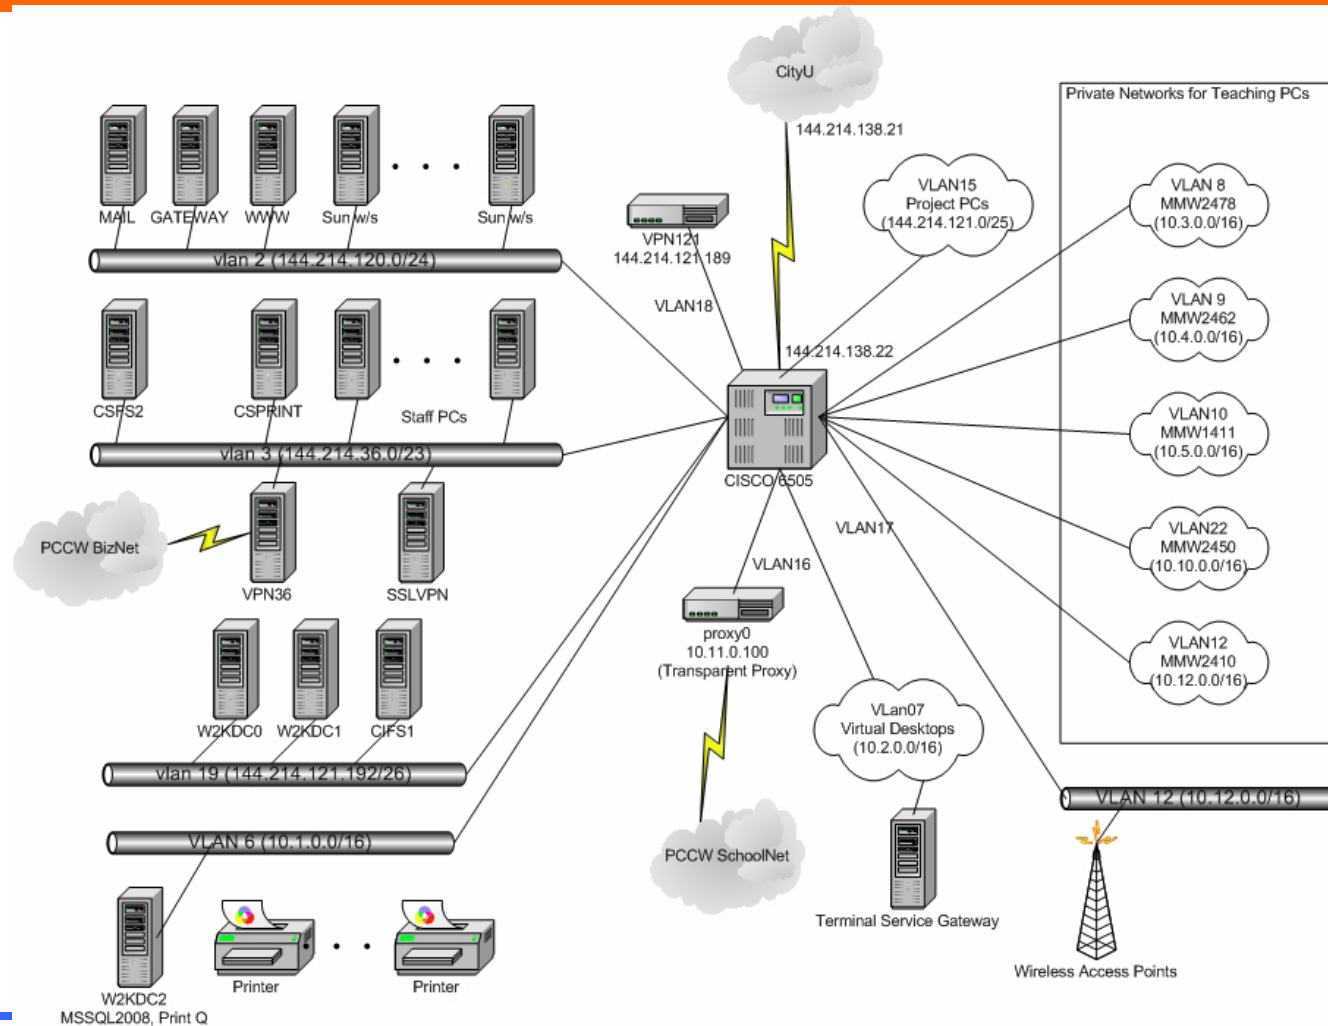 CityU
144.214.138.21
Private Networks for Teaching PCs
MAIL
GATEWAY
WWW
Sun w/s
Sun w/s
vlan 2 (144.214.120.0/24)
VPN121
144.214.121.189
VLAN18
VLAN15
Project PCs
(144.214.121.0/25)
144.214.138.22
CISCO 6505
VLAN 8
MMW2478
(10.3.0.0/16)
VLAN 9
MMW2462
(10.4.0.0/16)
VLAN10
MMW1411
(10.5.0.0/16)
VLAN22
MMW2450
(10.10.0.0/16)
VLAN12
MMW2410
(10.12.0.0/16)
CSFS2
CSPRINT
Staff PCs
vlan 3 (144.214.36.0/23)
PCCW BizNet
VPN36
SSLVPN
VLAN17
VLAN16
proxy0
10.11.0.100
(Transparent Proxy)
W2KDC0
W2KDC1
CIFS1
vlan 19 (144.214.121.192/26)
VLan07
Virtual Desktops
(10.2.0.0/16)
VLAN 12 (10.12.0.0/16)
VLAN 6 (10.1.0.0/16)
PCCW SchoolNet
Terminal Service Gateway
Wireless Access Points
W2KDC2
MSSQL2008, Print Q
Printer
Printer